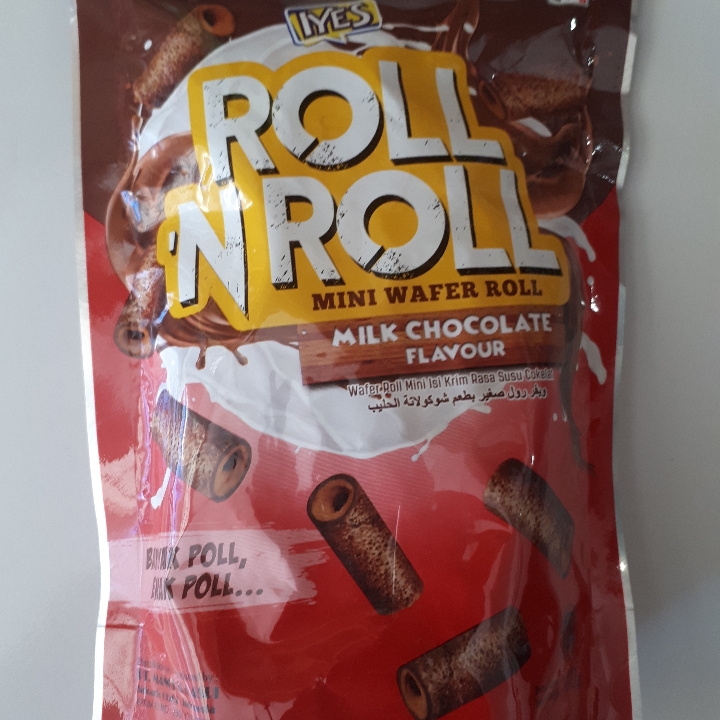 IYES
ROLL
'N ROLL
MINI WAFER ROLL
MILK CHOCOLATE
FLAVOUR
Wafer Roll Mini Isi Krim Rasa Susu Cokelat
ويفر رول صغير بطعم شوكولاتة الحليب
POLL,
POLL...